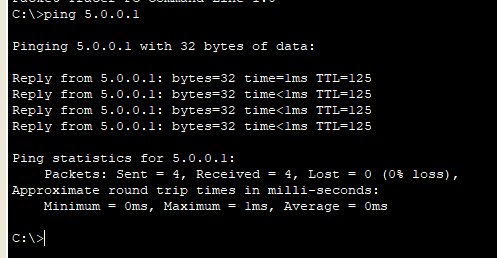 C:\>ping 5.0.0.1
Pinging 5.0.0.1 with 32 bytes of data:
Reply from 5.0.0.1: bytes=32 time=1ms TTL=125
Reply from 5.0.0.1: bytes=32 time<1ms TTL=125
Reply from 5.0.0.1: bytes=32 time<1ms TTL=125
Reply from 5.0.0.1: bytes=32 time<1ms TTL=125
Ping statistics for 5.0.0.1:
Packets: Sent = 4, Received = 4, Lost = 0 (0% loss),
Approximate round trip times in milli-seconds:
Minimum = 0ms, Maximum = 1ms, Average = 0ms
C:\>